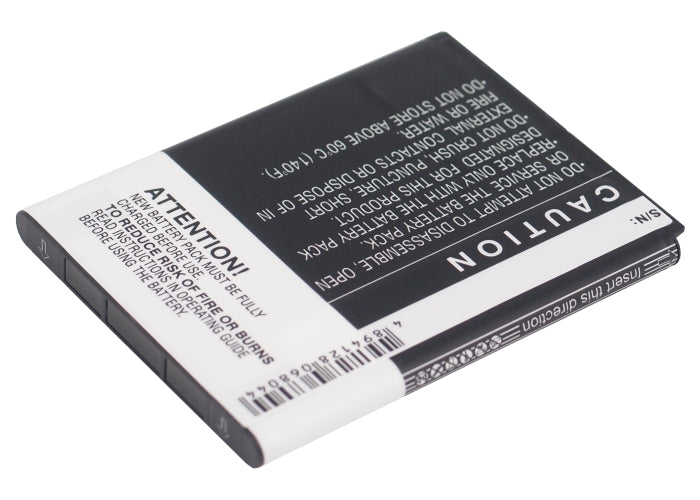 ATTENTION!
NEW BATTERY PACK MUST BE FULLY
CHARGED BEFORE USE.
TO REDUCE RISK OF FIRE OR BURNS
BEFORE USING THE BATTERY, READ OPERATING GUIDE
4894128068044
CAUTION
•DO NOT ATTEMPT TO DISASSEMBLE, OPEN
OR SERVICE THE BATTERY PACK.
•REPLACE ONLY WITH THE BATTERY PACK
DESIGNATED FOR THIS PRODUCT.
•DO NOT CRUSH, PUNCTURE, SHORT
EXTERNAL CONTACTS OR DISPOSE OF IN
FIRE OR WATER.
•DO NOT STORE ABOVE 60°C (140°F).
S/N:
Insert this direction